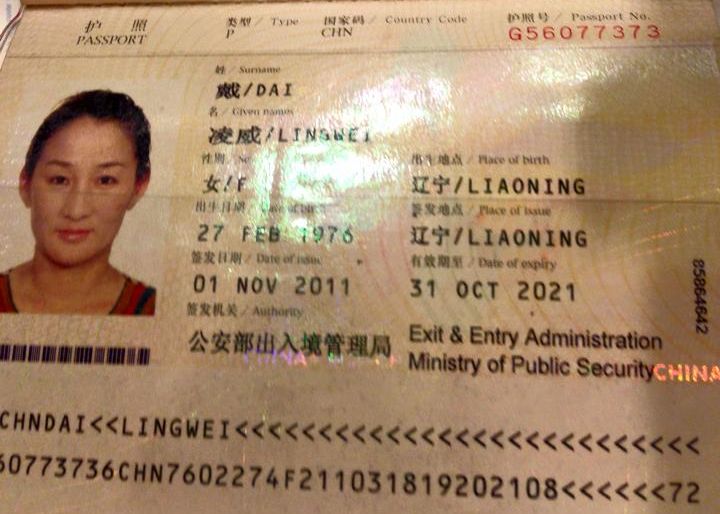 护 照
PASSPORT
类型 / Type 国家码 / Country Code 护照号 / Passport No.
P CHN G56077373
姓 / Surname
戴/DAI
名 / Given names
凌威/LINGWEI
性别 出生地点 / Place of birth
女/F 辽宁/LIAONING
出生日期 / Date of birth 签发地点 / Place of issue
27 FEB 1976 辽宁/LIAONING
签发日期 / Date of issue 有效期至 / Date of expiry
01 NOV 2011 31 OCT 2021
签发机关 / Authority
公安部出入境管理局 Exit & Entry Administration
Ministry of Public Security
CHINA CHINA
85864642
CHNDAI<<LINGWEI<<<<<<<<<<<<<<<<<<<<<<<<<<<
60773736CHN7602274F211031819202108<<<<<<72